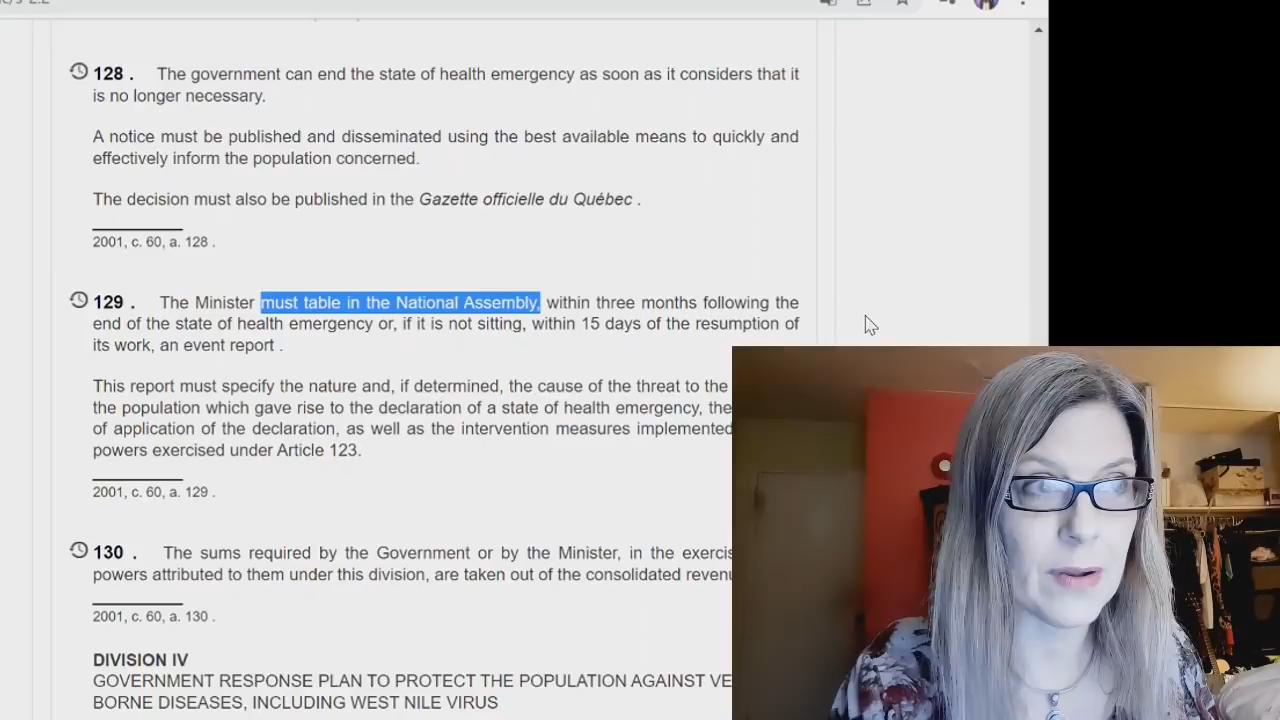 128 . The government can end the state of health emergency as soon as it considers that it
is no longer necessary.
A notice must be published and disseminated using the best available means to quickly and
effectively inform the population concerned.
The decision must also be published in the Gazette officielle du Québec .
2001, c. 60, a. 128 .
129 . The Minister must table in the National Assembly, within three months following the
end of the state of health emergency or, if it is not sitting, within 15 days of the resumption of
its work, an event report .
This report must specify the nature and, if determined, the cause of the threat to the
the population which gave rise to the declaration of a state of health emergency, the
of application of the declaration, as well as the intervention measures implemented
powers exercised under Article 123.
2001, c. 60, a. 129 .
130 . The sums required by the Government or by the Minister, in the exercis
powers attributed to them under this division, are taken out of the consolidated revenu
2001, c. 60, a. 130 .
DIVISION IV
GOVERNMENT RESPONSE PLAN TO PROTECT THE POPULATION AGAINST VE
BORNE DISEASES, INCLUDING WEST NILE VIRUS